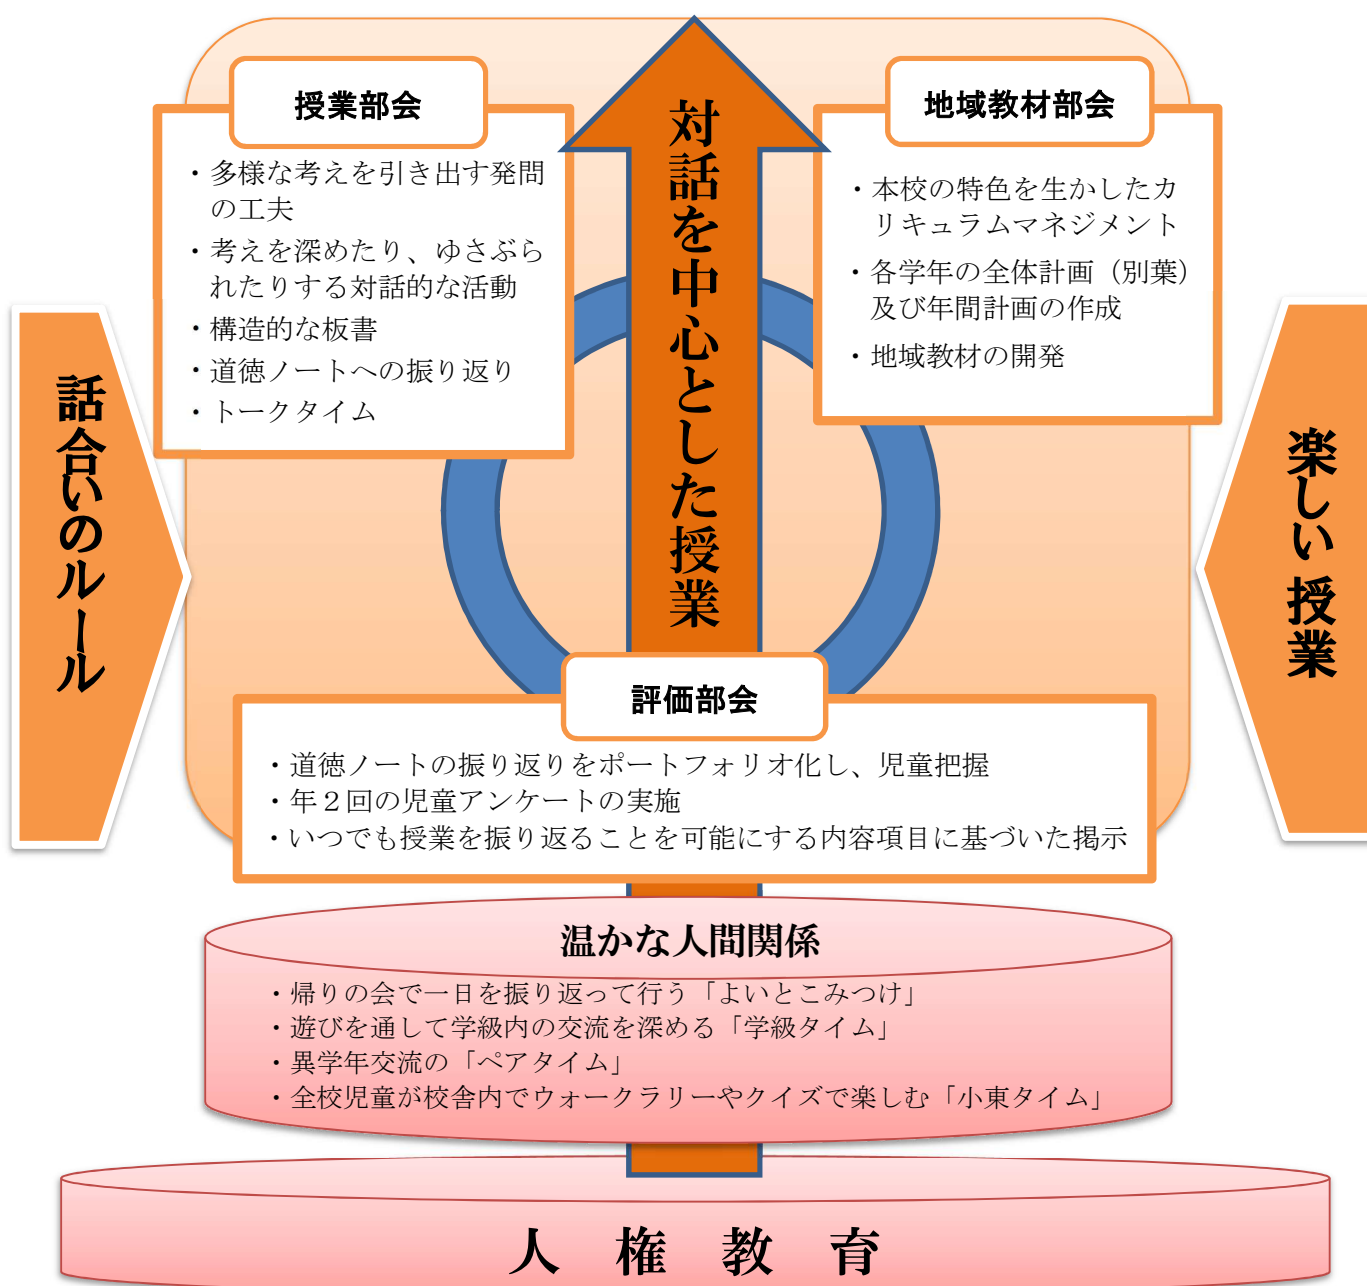 授業部会
・多様な考えを引き出す発問
の工夫
・考えを深めたり、ゆさぶら
れたりする対話的な活動
・構造的な板書
・道徳ノートへの振り返り
・トークタイム
対話を中心とした授業
地域教材部会
・本校の特色を生かしたカ
リキュラムマネジメント
・各学年の全体計画（別葉）
及び年間計画の作成
・地域教材の開発
話合いのルール
楽しい授業
評価部会
・道徳ノートの振り返りをポートフォリオ化し、児童把握
・年２回の児童アンケートの実施
・いつでも授業を振り返ることを可能にする内容項目に基づいた掲示
温かな人間関係
・帰りの会で一日を振り返って行う「よいとこみつけ」
・遊びを通して学級内の交流を深める「学級タイム」
・異学年交流の「ペアタイム」
・全校児童が校舎内でウォークラリーやクイズで楽しむ「小東タイム」
人　権　教　育